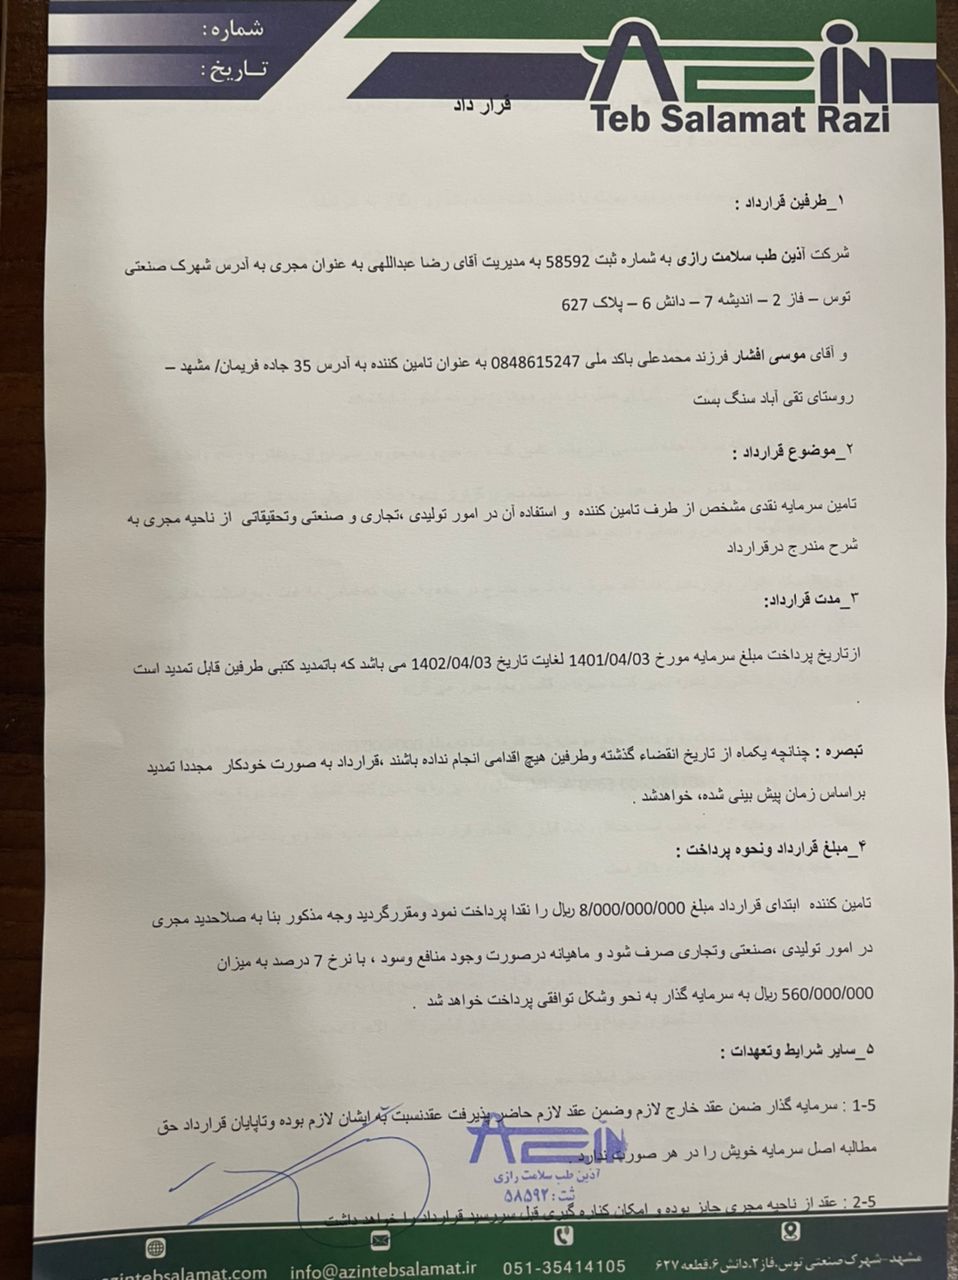 شماره :
تـاریخ :
AZIN
Teb Salamat Razi
قرار داد
۱_طرفین قرارداد :
شرکت آذین طب سلامت رازی به شماره ثبت 58592 به مدیریت آقای رضا عبداللهی به عنوان مجری به آدرس شهرک صنعتی
توس – فاز 2 – اندیشه 7 – دانش 6 – پلاک 627
و آقای موسی افشار فرزند محمدعلی باکد ملی 0848615247 به عنوان تامین کننده به آدرس 35 جاده فریمان/ مشهد –
روستای تقی آباد سنگ بست
۲_موضوع قرارداد :
تامین سرمایه نقدی مشخص از طرف تامین کننده و استفاده آن در امور تولیدی ،تجاری و صنعتی وتحقیقاتی از ناحیه مجری به
شرح مندرج درقرارداد
۳_مدت قرارداد:
ازتاریخ پرداخت مبلغ سرمایه مورخ 1401/04/03 لغایت تاریخ 1402/04/03 می باشد که باتمدید کتبی طرفین قابل تمدید است
.
تبصره : چنانچه یکماه از تاریخ انقضاء گذشته وطرفین هیچ اقدامی انجام نداده باشند ،قرارداد به صورت خودکار مجددا تمدید
براساس زمان پیش بینی شده، خواهدشد .
۴_مبلغ قرارداد ونحوه پرداخت :
تامین کننده ابتدای قرارداد مبلغ 8/000/000/000 ریال را نقدا پرداخت نمود ومقررگردید وجه مذکور بنا به صلاحدید مجری
در امور تولیدی ،صنعتی وتجاری صرف شود و ماهیانه درصورت وجود منافع وسود ، با نرخ 7 درصد به میزان
560/000/000 ریال به سرمایه گذار به نحو وشکل توافقی پرداخت خواهد شد .
۵_سایر شرایط وتعهدات :
1-5 : سرمایه گذار ضمن عقد خارج لازم وضمن عقد لازم حاضر پذیرفت عقدنسبت به ایشان لازم بوده وتاپایان قرارداد حق
مطالبه اصل سرمایه خویش را در هر صورت ندارد .
AZIN
آذین طب سلامت رازی
ثبت : ۵۸۵۹۲
2-5 : عقد از ناحیه مجری جایز بوده و امکان کناره گیری قبل سررسید قرارداد را خواهد داشت
azintebsalamat.com info@azintebsalamat.ir 051-35414105 مشهد-شهرک صنعتی توس،فاز۲،دانش۶،قطعه ۶۲۷